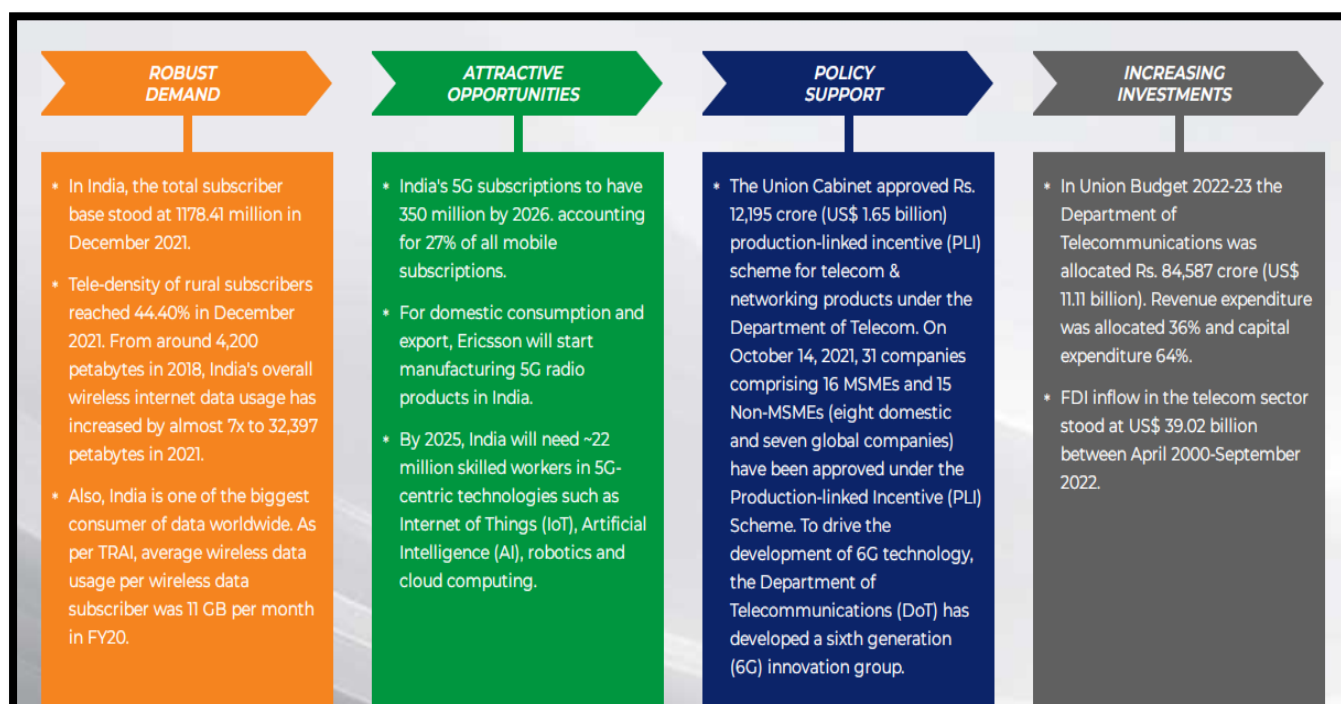 ROBUST
DEMAND
* In India, the total subscriber
base stood at 1178.41 million in
December 2021.
* Tele-density of rural subscribers
reached 44.40% in December
2021. From around 4,200
petabytes in 2018, India's overall
wireless internet data usage has
increased by almost 7x to 32,397
petabytes in 2021.
* Also, India is one of the biggest
consumer of data worldwide. As
per TRAI, average wireless data
usage per wireless data
subscriber was 11 GB per month
in FY20.
ATTRACTIVE
OPPORTUNITIES
* India's 5G subscriptions to have
350 million by 2026. accounting
for 27% of all mobile
subscriptions.
* For domestic consumption and
export, Ericsson will start
manufacturing 5G radio
products in India.
* By 2025, India will need ~22
million skilled workers in 5G-
centric technologies such as
Internet of Things (IoT), Artificial
Intelligence (AI), robotics and
cloud computing.
POLICY
SUPPORT
* The Union Cabinet approved Rs.
12,195 crore (US$ 1.65 billion)
production-linked incentive (PLI)
scheme for telecom &
networking products under the
Department of Telecom. On
October 14, 2021, 31 companies
comprising 16 MSMEs and 15
Non-MSMEs (eight domestic
and seven global companies)
have been approved under the
Production-linked Incentive (PLI)
Scheme. To drive the
development of 6G technology,
the Department of
Telecommunications (DoT) has
developed a sixth generation
(6G) innovation group.
INCREASING
INVESTMENTS
* In Union Budget 2022-23 the
Department of
Telecommunications was
allocated Rs. 84,587 crore (US$
11.11 billion). Revenue expenditure
was allocated 36% and capital
expenditure 64%.
* FDI inflow in the telecom sector
stood at US$ 39.02 billion
between April 2000-September
2022.